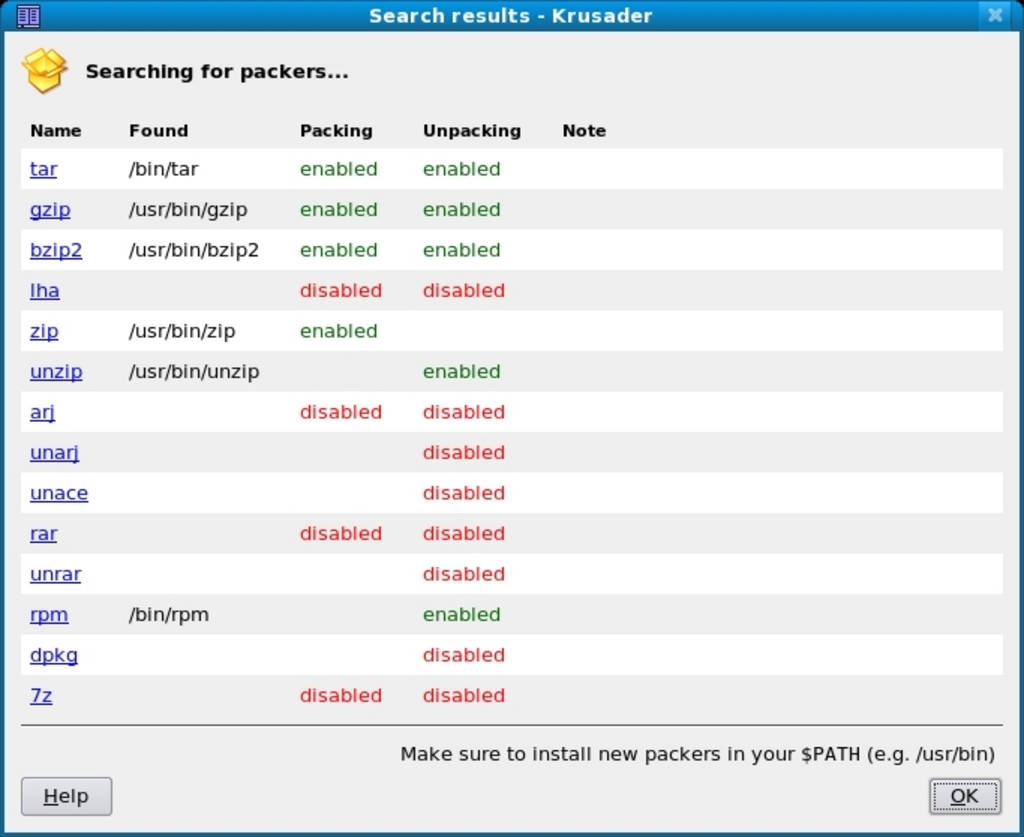 Search results - Krusader
Searching for packers...
Name Found Packing Unpacking Note
tar /bin/tar enabled enabled
gzip /usr/bin/gzip enabled enabled
bzip2 /usr/bin/bzip2 enabled enabled
lha disabled disabled
zip /usr/bin/zip enabled
unzip /usr/bin/unzip enabled
arj disabled disabled
unarj disabled
unace disabled
rar disabled disabled
unrar disabled
rpm /bin/rpm enabled
dpkg disabled
7z disabled disabled
Make sure to install new packers in your $PATH (e.g. /usr/bin)
Help OK